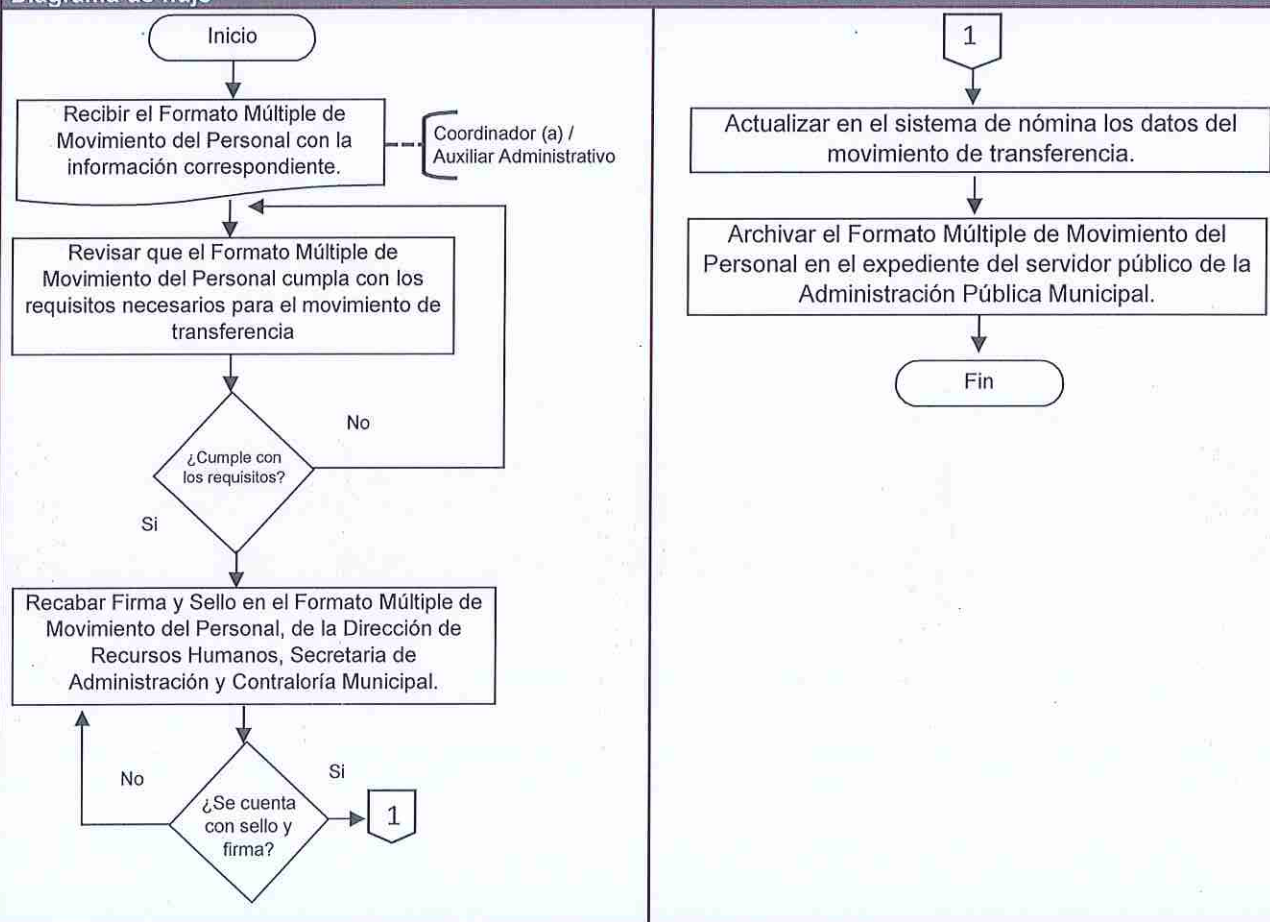 Diagrama de flujo
Inicio
Recibir el Formato Múltiple de
Movimiento del Personal con la
información correspondiente.
Coordinador (a) /
Auxiliar Administrativo
Revisar que el Formato Múltiple de
Movimiento del Personal cumpla con los
requisitos necesarios para el movimiento de
transferencia
No
¿Cumple con
los requisitos?
Si
Recabar Firma y Sello en el Formato Múltiple de
Movimiento del Personal, de la Dirección de
Recursos Humanos, Secretaria de
Administración y Contraloría Municipal.
No
Si
¿Se cuenta
con sello y
firma?
1
1
Actualizar en el sistema de nómina los datos del
movimiento de transferencia.
Archivar el Formato Múltiple de Movimiento del
Personal en el expediente del servidor público de la
Administración Pública Municipal.
Fin